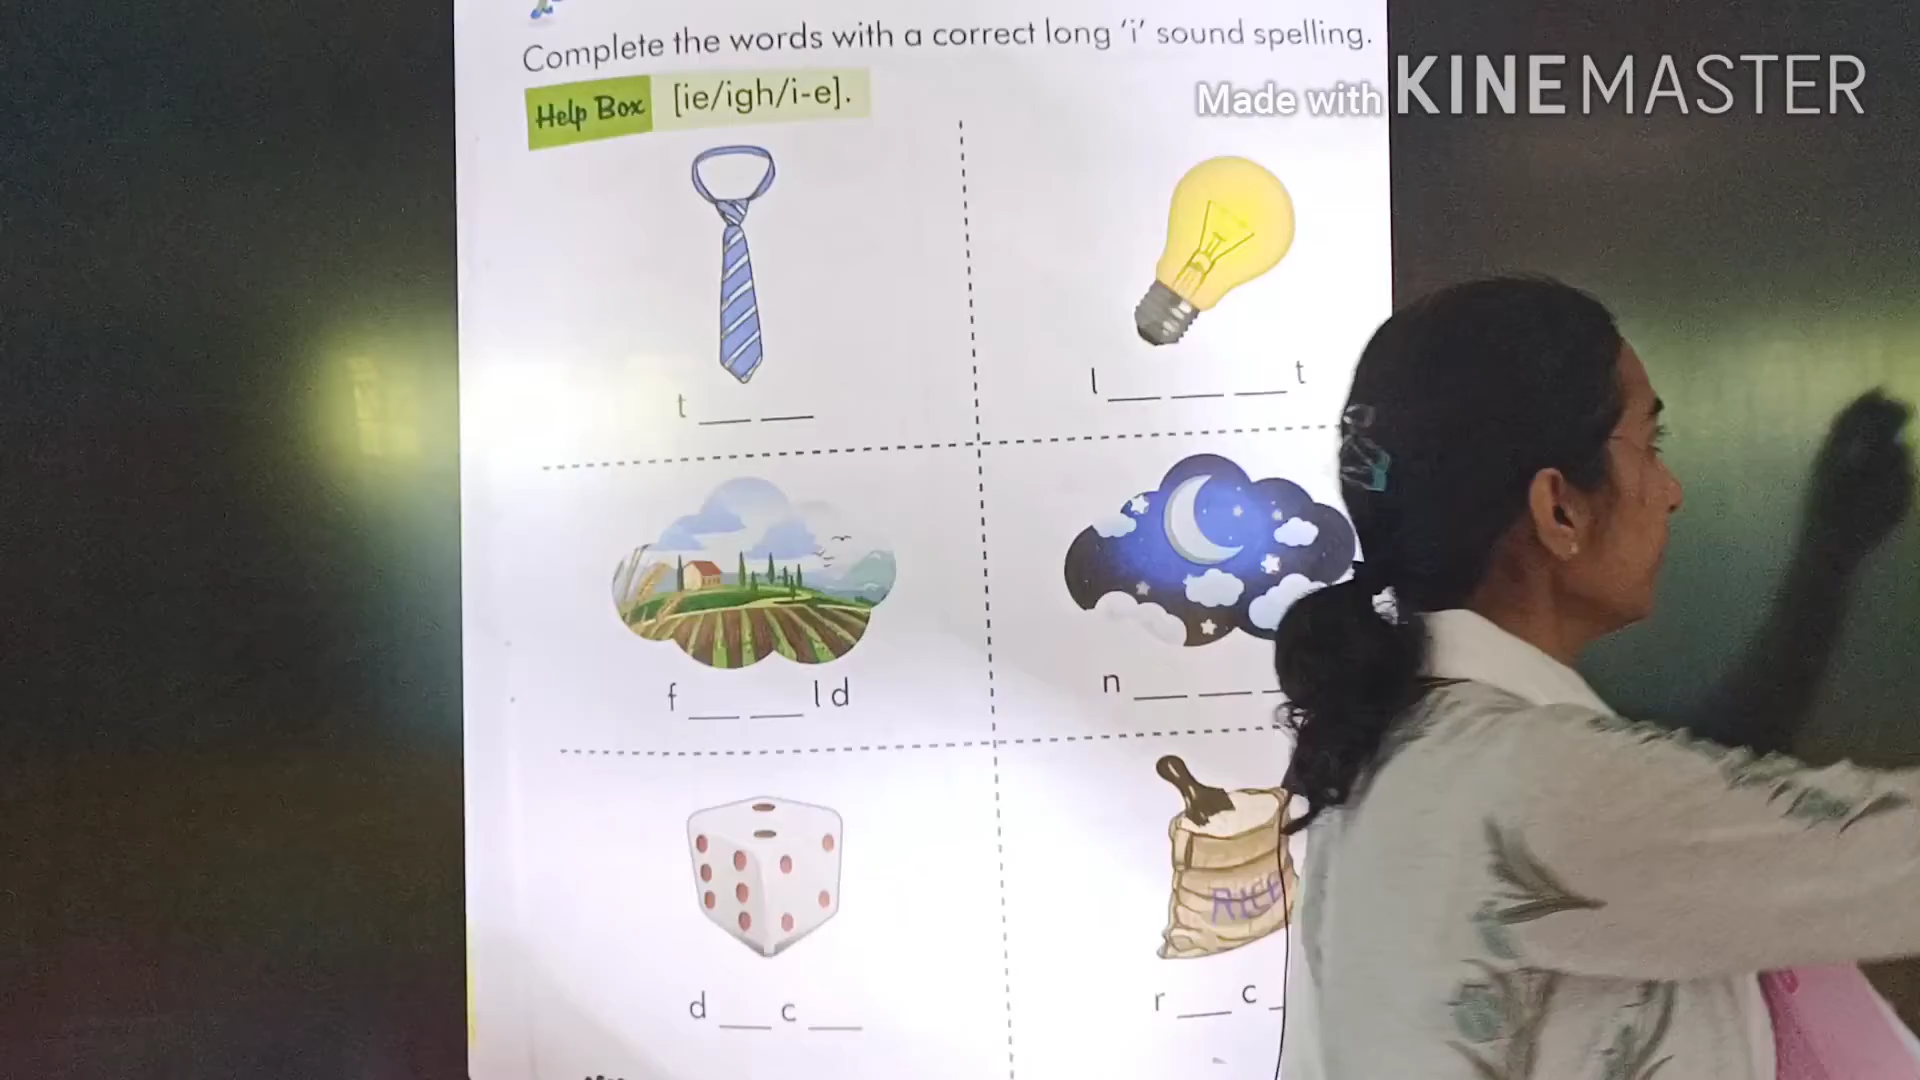 Complete the words with a correct long ‘i’ sound spelling.
Help Box [ie/igh/i-e].
Made with KINEMASTER
t __ __
l __ __ __ t
f __ __ l d
n __ __ _
RICE
d __ c __
r __ c _